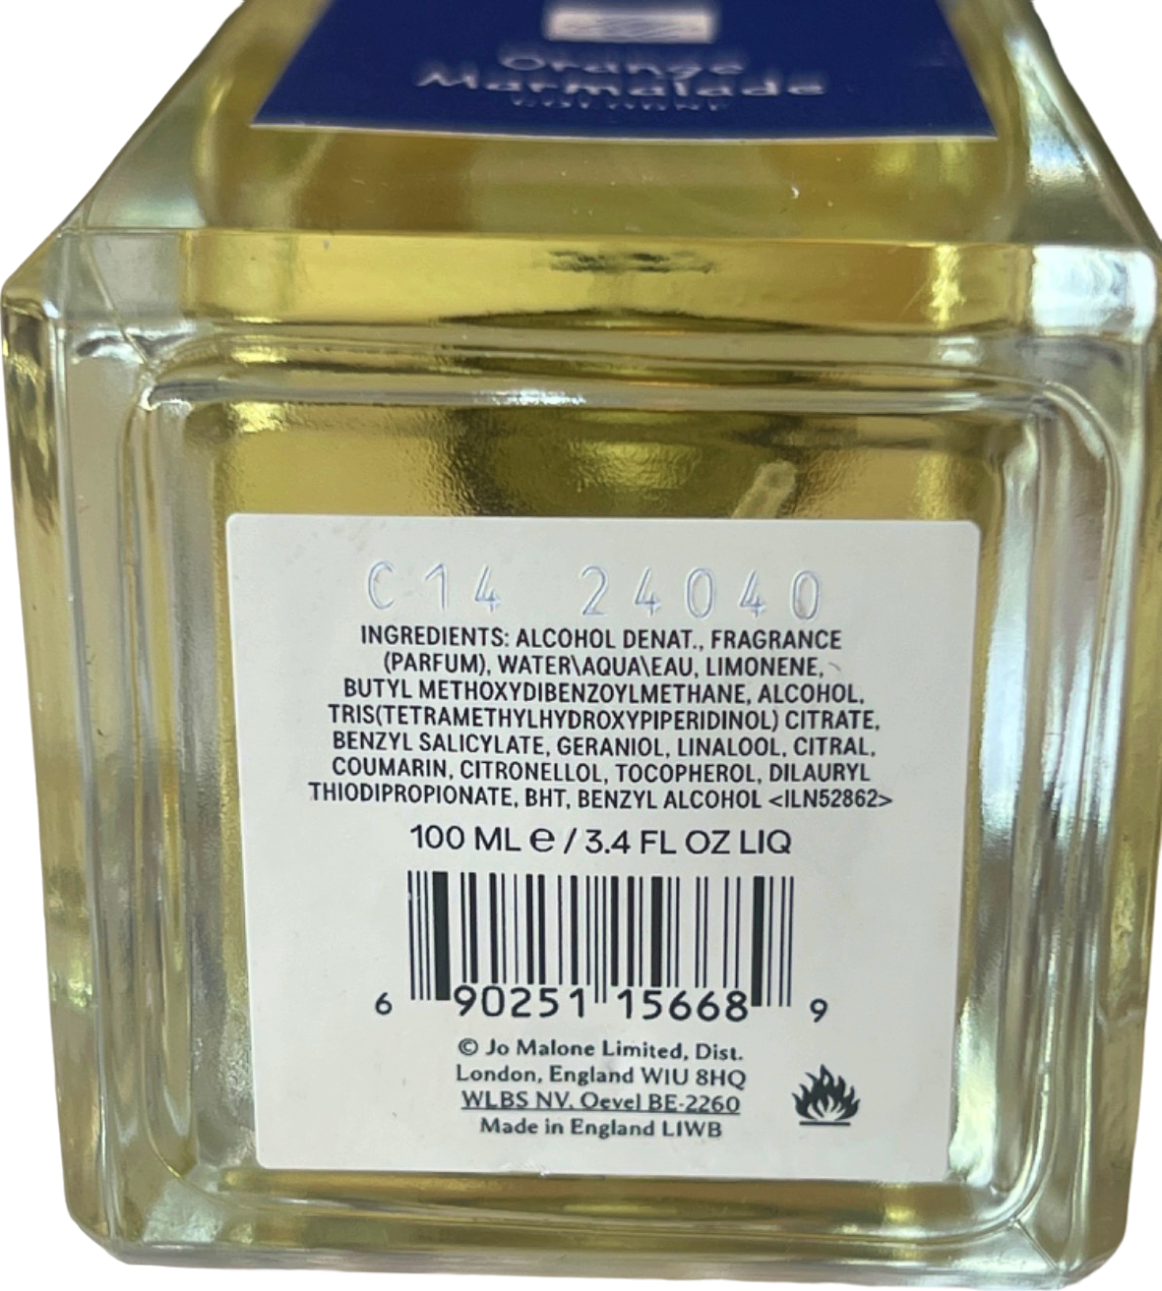 Orange
Marmalade
COLOGNE
C14 24040
INGREDIENTS: ALCOHOL DENAT., FRAGRANCE
(PARFUM), WATER\AQUA\EAU, LIMONENE,
BUTYL METHOXYDIBENZOYLMETHANE, ALCOHOL,
TRIS(TETRAMETHYLHYDROXYPIPERIDINOL) CITRATE,
BENZYL SALICYLATE, GERANIOL, LINALOOL, CITRAL,
COUMARIN, CITRONELLOL, TOCOPHEROL, DILAURYL
THIODIPROPIONATE, BHT, BENZYL ALCOHOL <ILN52862>
100 ML e / 3.4 FL OZ LIQ
6 90251 15668 9
© Jo Malone Limited, Dist.
London, England W1U 8HQ
WLBS NV. Oevel BE-2260
Made in England LIWB